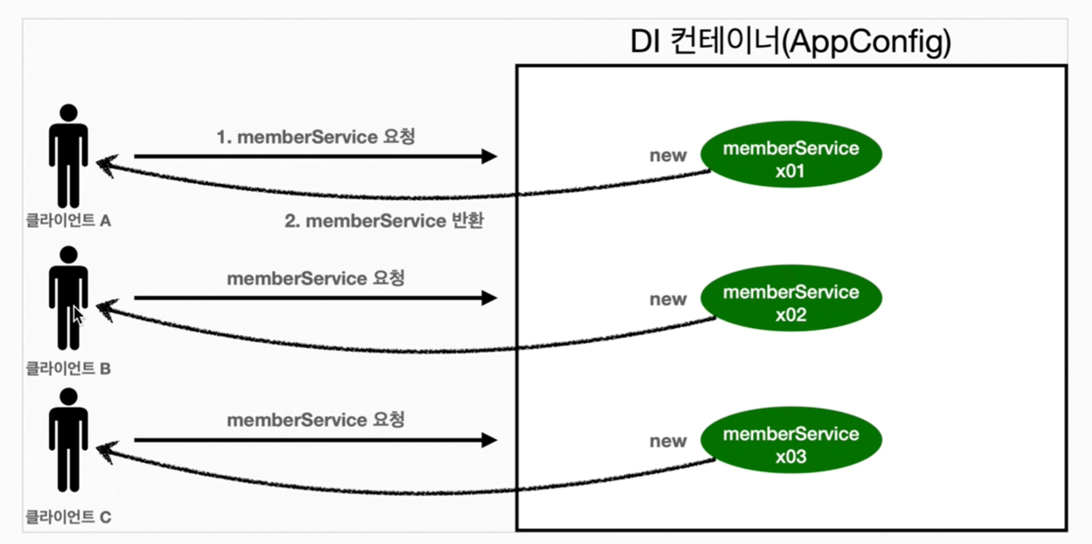 DI 컨테이너(AppConfig)
1. memberService 요청
new
memberService
x01
클라이언트 A
2. memberService 반환
memberService 요청
new
memberService
x02
클라이언트 B
memberService 요청
new
memberService
x03
클라이언트 C